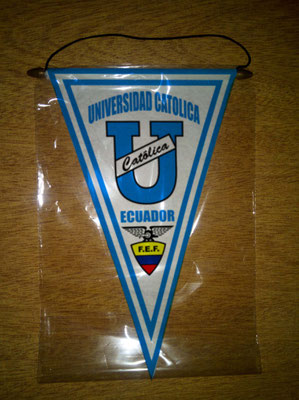 UNIVERSIDAD CATOLICA
U
Católica
ECUADOR
F.E.F.